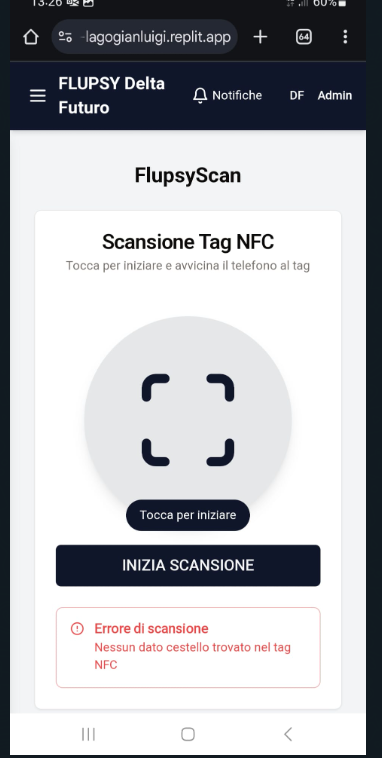 13:26
-lagogianluigi.replit.app
64
60%
FLUPSY Delta
Futuro
Notifiche
DF
Admin
FlupsyScan
Scansione Tag NFC
Tocca per iniziare e avvicina il telefono al tag
Tocca per iniziare
INIZIA SCANSIONE
Errore di scansione
Nessun dato cestello trovato nel tag
NFC